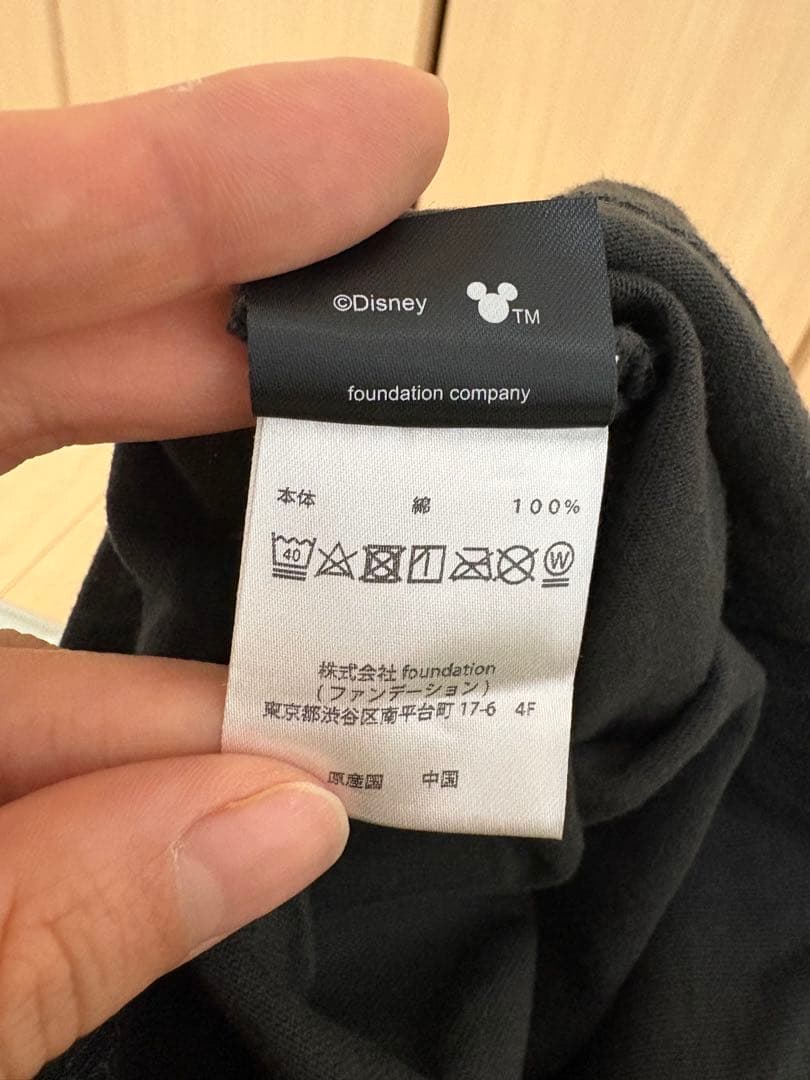 ©Disney TM
foundation company
本体 綿 100%
40 W
株式会社 foundation
(ファンデーション)
東京都渋谷区南平台町 17-6 4F
原産国 中国